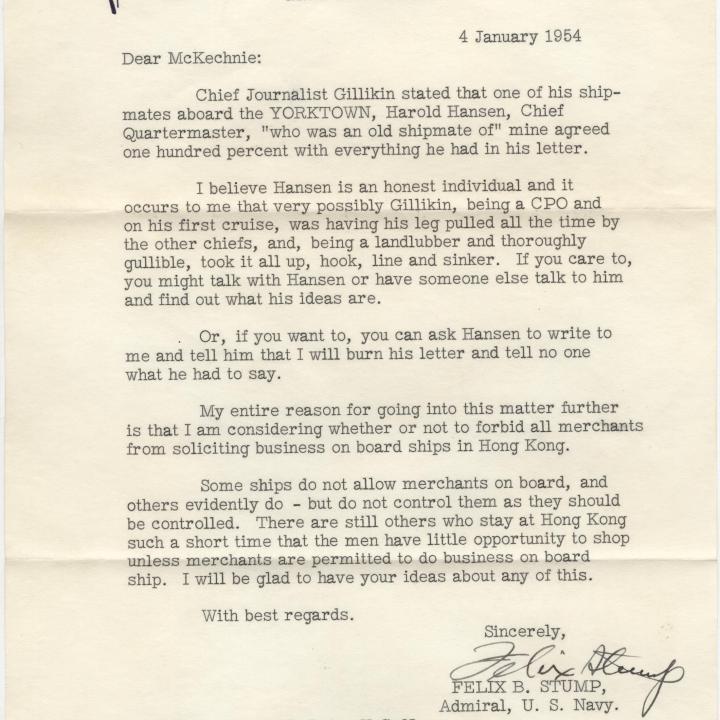 4 January 1954
Dear McKechnie:
Chief Journalist Gillikin stated that one of his ship-
mates aboard the YORKTOWN, Harold Hansen, Chief
Quartermaster, "who was an old shipmate of" mine agreed
one hundred percent with everything he had in his letter.
I believe Hansen is an honest individual and it
occurs to me that very possibly Gillikin, being a CPO and
on his first cruise, was having his leg pulled all the time by
the other chiefs, and, being a landlubber and thoroughly
gullible, took it all up, hook, line and sinker. If you care to,
you might talk with Hansen or have someone else talk to him
and find out what his ideas are.
Or, if you want to, you can ask Hansen to write to
me and tell him that I will burn his letter and tell no one
what he had to say.
My entire reason for going into this matter further
is that I am considering whether or not to forbid all merchants
from soliciting business on board ships in Hong Kong.
Some ships do not allow merchants on board, and
others evidently do - but do not control them as they should
be controlled. There are still others who stay at Hong Kong
such a short time that the men have little opportunity to shop
unless merchants are permitted to do business on board
ship. I will be glad to have your ideas about any of this.
With best regards.
Sincerely,
Felix Stump
FELIX B. STUMP,
Admiral, U. S. Navy.